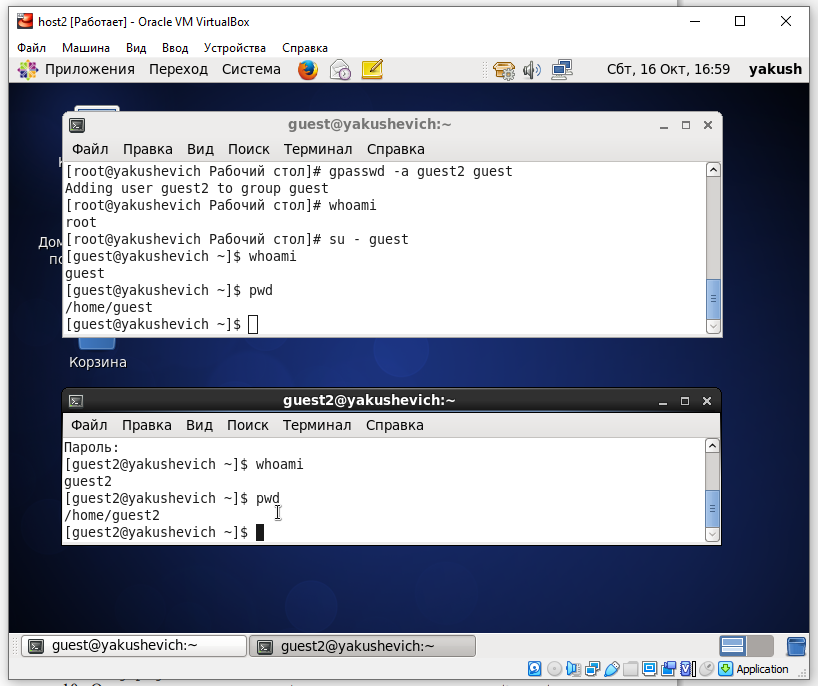 host2 [Работает] - Oracle VM VirtualBox
Файл Машина Вид Ввод Устройства Справка
Приложения Переход Система Сбт, 16 Окт, 16:59 yakush
guest@yakushevich:~
Файл Правка Вид Поиск Терминал Справка
[root@yakushevich Рабочий стол]# gpasswd -a guest2 guest
Adding user guest2 to group guest
[root@yakushevich Рабочий стол]# whoami
root
[root@yakushevich Рабочий стол]# su - guest
[guest@yakushevich ~]$ whoami
guest
[guest@yakushevich ~]$ pwd
/home/guest
[guest@yakushevich ~]$
Корзина
guest2@yakushevich:~
Файл Правка Вид Поиск Терминал Справка
Пароль:
[guest2@yakushevich ~]$ whoami
guest2
[guest2@yakushevich ~]$ pwd
/home/guest2
[guest2@yakushevich ~]$
guest@yakushevich:~ guest2@yakushevich:~
Application